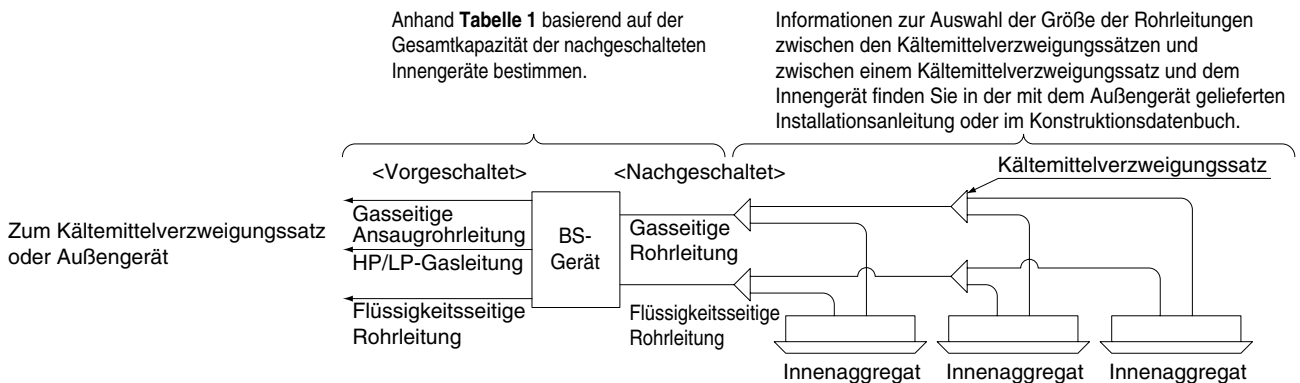 Anhand Tabelle 1 basierend auf der
Gesamtkapazität der nachgeschalteten
Innengeräte bestimmen.
Informationen zur Auswahl der Größe der Rohrleitungen
zwischen den Kältemittelverzweigungssätzen und
zwischen einem Kältemittelverzweigungssatz und dem
Innengerät finden Sie in der mit dem Außengerät gelieferten
Installationsanleitung oder im Konstruktionsdatenbuch.
<Vorgeschaltet>
<Nachgeschaltet>
Kältemittelverzweigungssatz
Zum Kältemittelverzweigungssatz
oder Außengerät
Gasseitige
Ansaugrohrleitung
HP/LP-Gasleitung
Flüssigkeitsseitige
Rohrleitung
BS-
Gerät
Gasseitige
Rohrleitung
Flüssigkeitsseitige
Rohrleitung
Innenaggregat
Innenaggregat
Innenaggregat